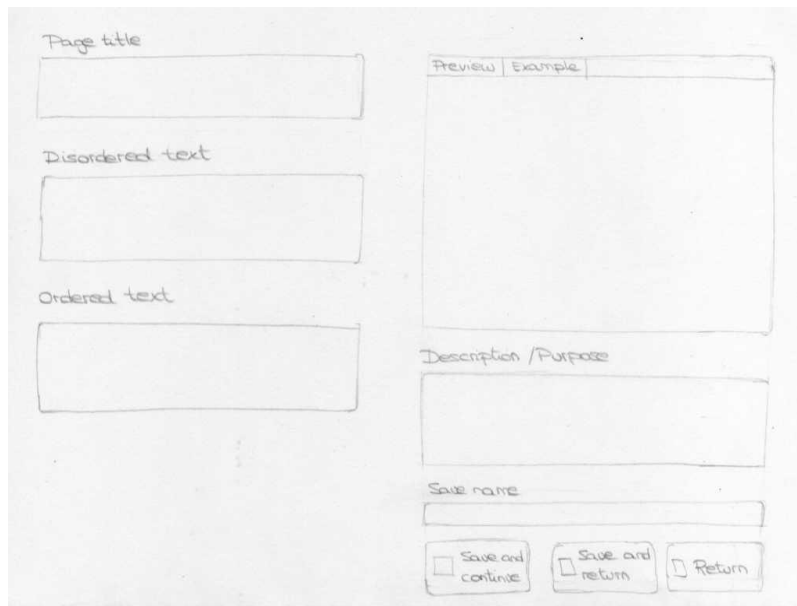 Page title
Disordered text
Ordered text
Preview Example
Description / Purpose
Save name
Save and
continue
Save and
return
Return